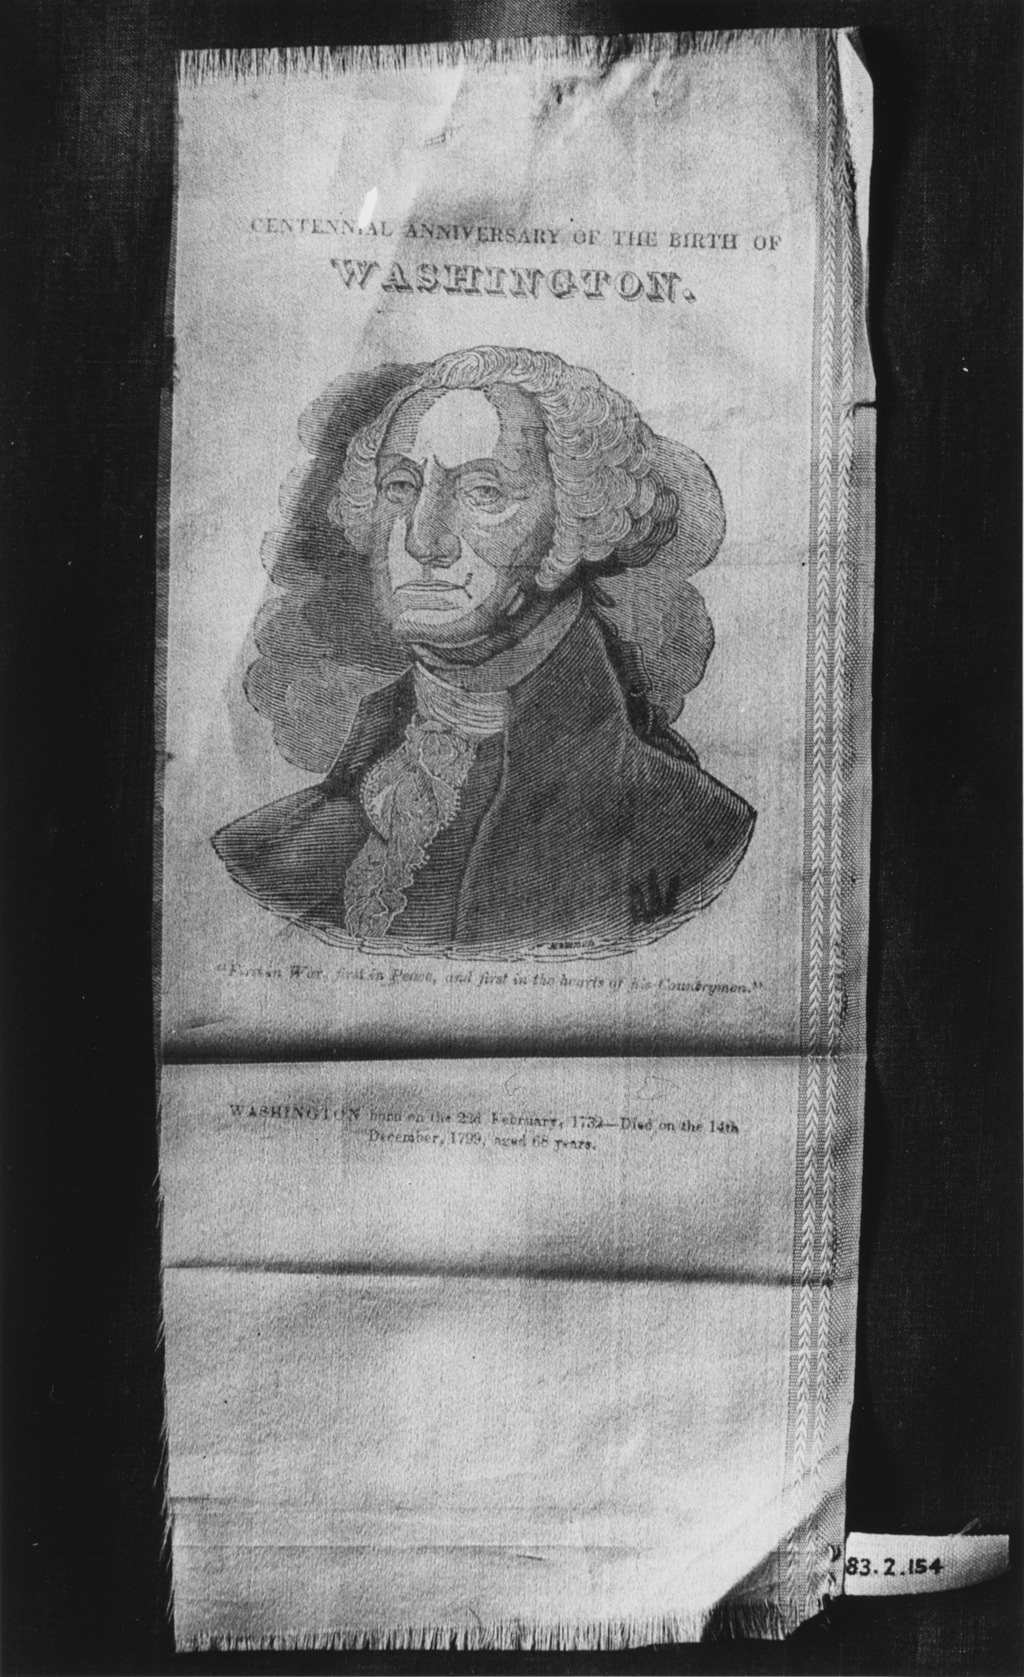 CENTENNIAL ANNIVERSARY OF THE BIRTH OF
WASHINGTON.
"First in War, first in Peace, and first in the hearts of his Countrymen."
WASHINGTON born on the 22d February, 1732—Died on the 14th
December, 1799, aged 68 years.
83.2.154